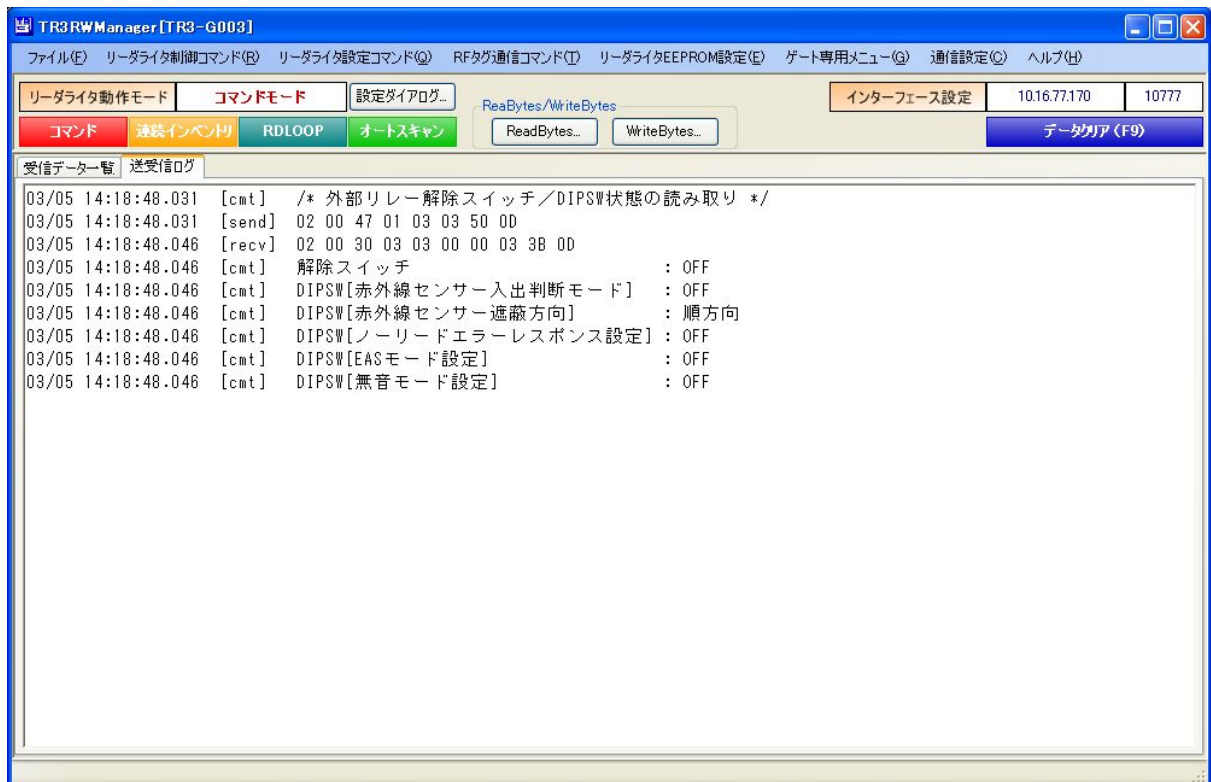 TR3RWManager[TR3-G003]
ファイル(F) リーダライタ制御コマンド(R) リーダライタ設定コマンド(Q) RFタグ通信コマンド(T) リーダライタEEPROM設定(E) ゲート専用メニュー(G) 通信設定(C) ヘルプ(H)
リーダライタ動作モード コマンドモード 設定ダイアログ... ReaBytes/WriteBytes インターフェース設定 10.16.77.170 10777
コマンド 連続インベントリ RDLOOP オートスキャン ReadBytes... WriteBytes... データクリア (F9)
受信データ一覧 送受信ログ
03/05 14:18:48.031 [cmt] /* 外部リレー解除スイッチ/DIPSW状態の読み取り */
03/05 14:18:48.031 [send] 02 00 47 01 03 03 50 0D
03/05 14:18:48.046 [recv] 02 00 30 03 03 00 00 03 3B 0D
03/05 14:18:48.046 [cmt] 解除スイッチ : OFF
03/05 14:18:48.046 [cmt] DIPSW[赤外線センサー入出判断モード] : OFF
03/05 14:18:48.046 [cmt] DIPSW[赤外線センサー遮蔽方向] : 順方向
03/05 14:18:48.046 [cmt] DIPSW[ノーリードエラーレスポンス設定] : OFF
03/05 14:18:48.046 [cmt] DIPSW[EASモード設定] : OFF
03/05 14:18:48.046 [cmt] DIPSW[無音モード設定] : OFF